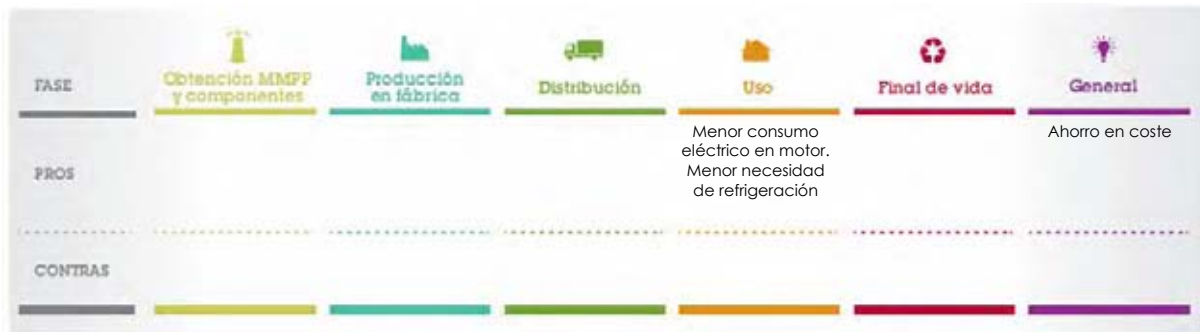 FASE
Obtención MMPP
y componentes
Producción
en fábrica
Distribución
Uso
Final de vida
General
PROS
Menor consumo
eléctrico en motor.
Menor necesidad
de refrigeración
Ahorro en coste
CONTRAS